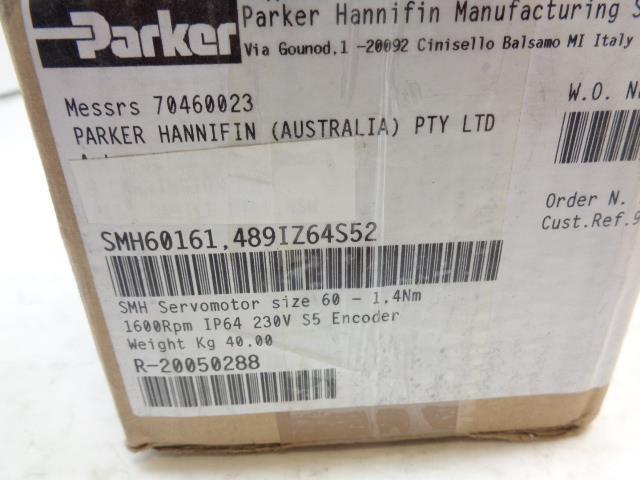 Parker
Parker Hannifin Manufacturing S
Via Gounod,1 -20092 Cinisello Balsamo MI Italy
Messrs 70460023
W.O. N
PARKER HANNIFIN (AUSTRALIA) PTY LTD
Order N.
Cust.Ref.9
SMH60161,489IZ64S52
SMH Servomotor size 60 - 1,4Nm
1600Rpm IP64 230V S5 Encoder
Weight Kg 40.00
R-20050288